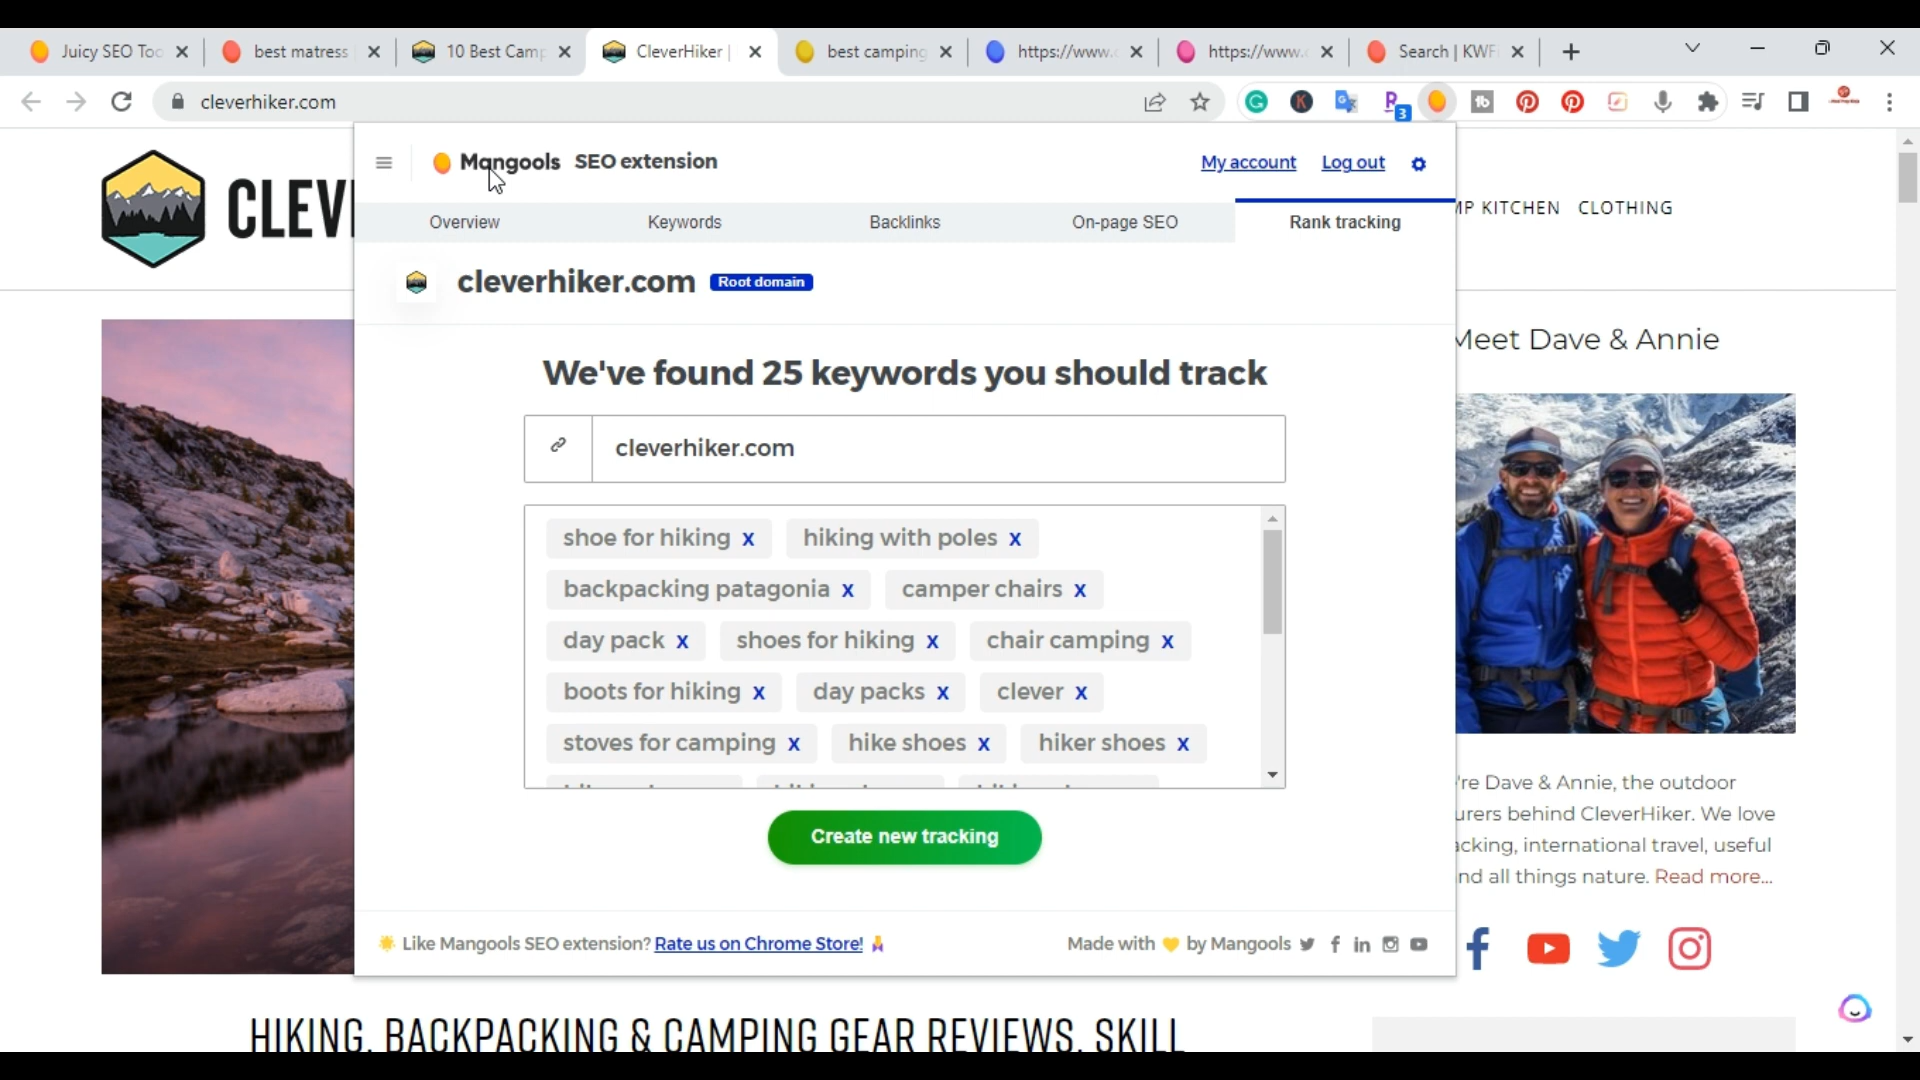 Juicy SEO Too
best matress
10 Best Camp
CleverHiker |
best camping
https://www.
https://www.
Search | KWFi
cleverhiker.com
3
Mangools SEO extension
My account
Log out
Overview
Keywords
Backlinks
On-page SEO
Rank tracking
CLEV
MP KITCHEN CLOTHING
cleverhiker.com Root domain
We've found 25 keywords you should track
cleverhiker.com
shoe for hiking x hiking with poles x
backpacking patagonia x camper chairs x
day pack x shoes for hiking x chair camping x
boots for hiking x day packs x clever x
stoves for camping x hike shoes x hiker shoes x
Create new tracking
Like Mangools SEO extension? Rate us on Chrome Store!
Made with by Mangools
Meet Dave & Annie
're Dave & Annie, the outdoor
urers behind CleverHiker. We love
acking, international travel, useful
nd all things nature. Read more...
HIKING, BACKPACKING & CAMPING GEAR REVIEWS, SKILL